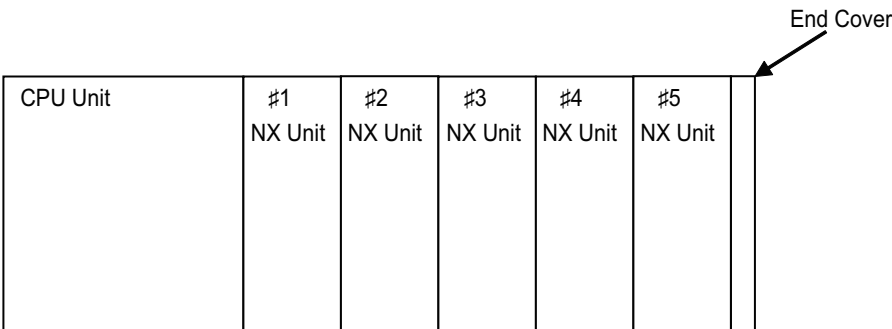 End Cover
CPU Unit
♯1
NX Unit
♯2
NX Unit
♯3
NX Unit
♯4
NX Unit
♯5
NX Unit